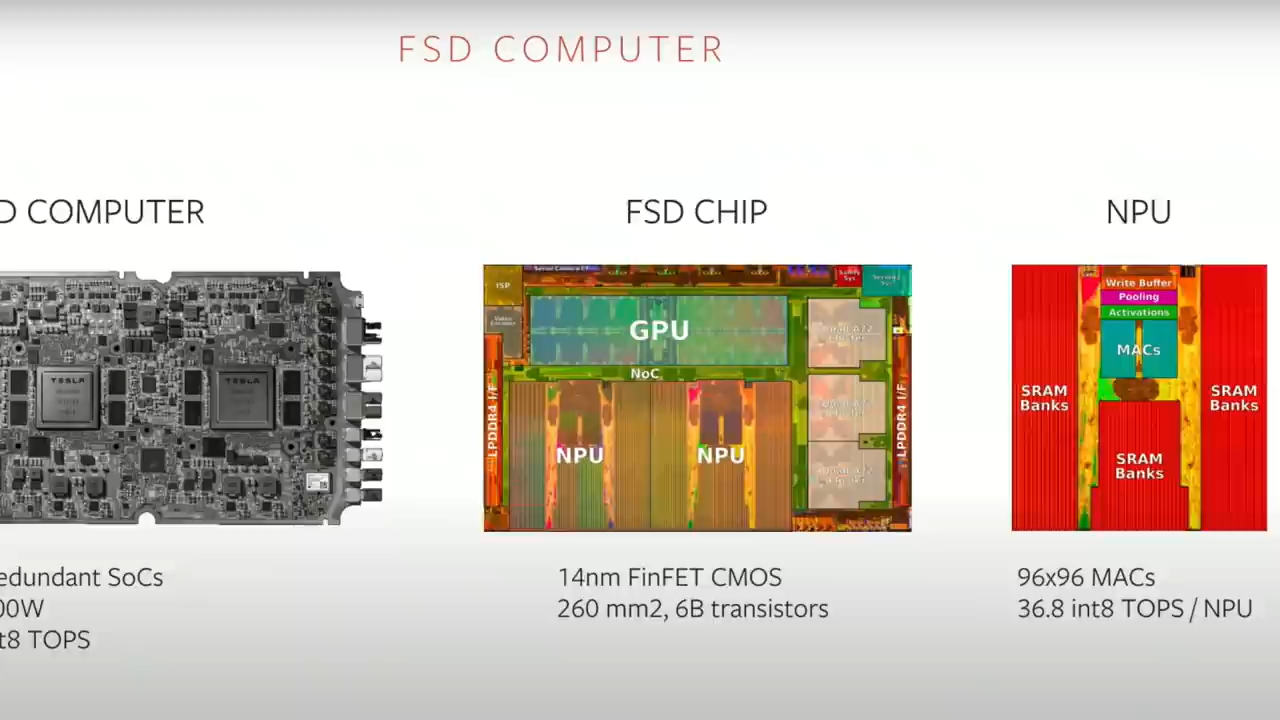 FSD COMPUTER
D COMPUTER
FSD CHIP
NPU
TESLA
TESLA
ISP
GPU
NoC
LPDDR4 I/F
LPDDR4 I/F
NPU
NPU
Write Buffer
Pooling
Activations
MACs
SRAM
Banks
SRAM
Banks
SRAM
Banks
edundant SoCs
00W
t8 TOPS
14nm FinFET CMOS
260 mm2, 6B transistors
96x96 MACs
36.8 int8 TOPS / NPU